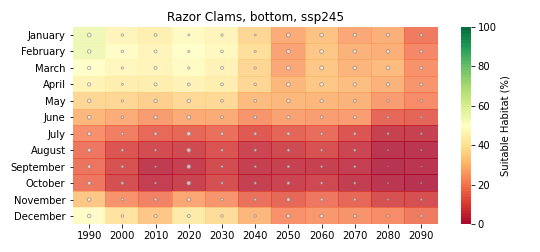 Razor Clams, bottom, ssp245
January
February
March
April
May
June
July
August
September
October
November
December
1990 2000 2010 2020 2030 2040 2050 2060 2070 2080 2090
100
80
60
40
20
0
Suitable Habitat (%)